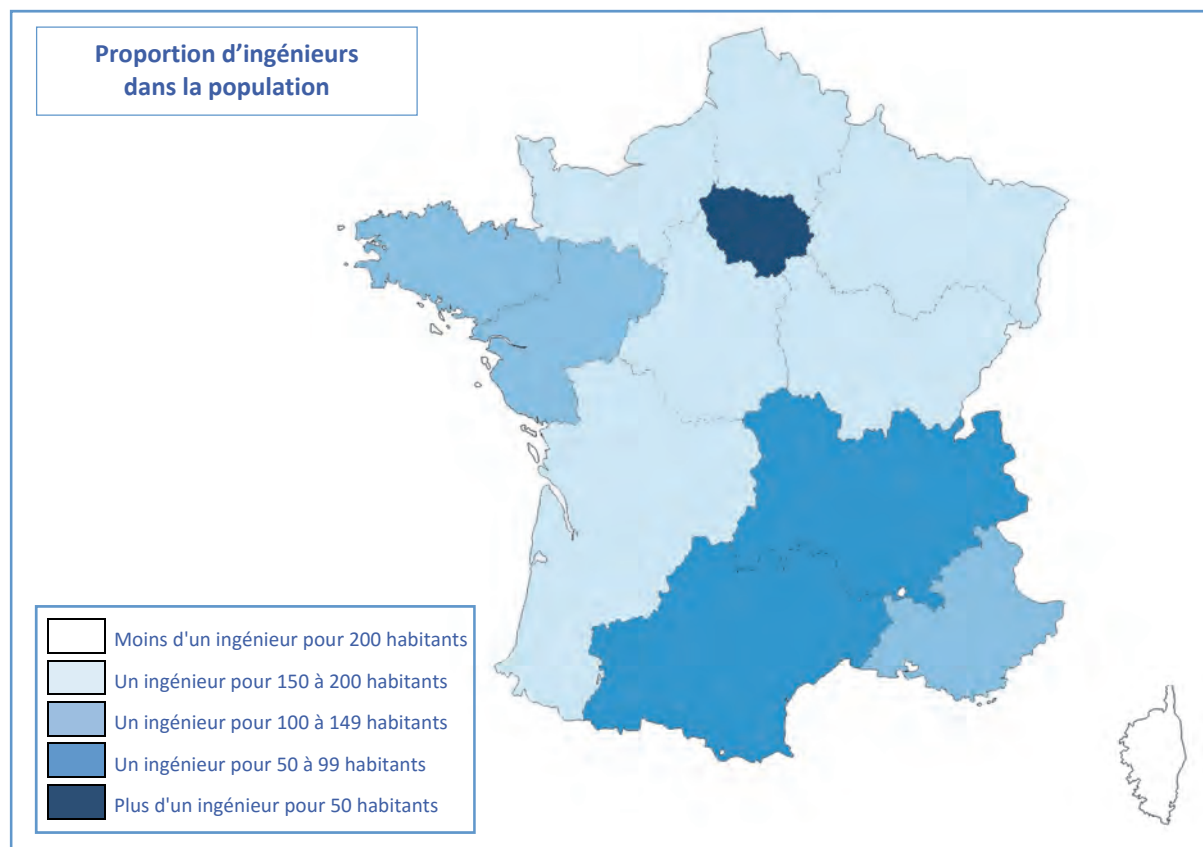 Proportion d’ingénieurs
dans la population
Moins d'un ingénieur pour 200 habitants
Un ingénieur pour 150 à 200 habitants
Un ingénieur pour 100 à 149 habitants
Un ingénieur pour 50 à 99 habitants
Plus d'un ingénieur pour 50 habitants